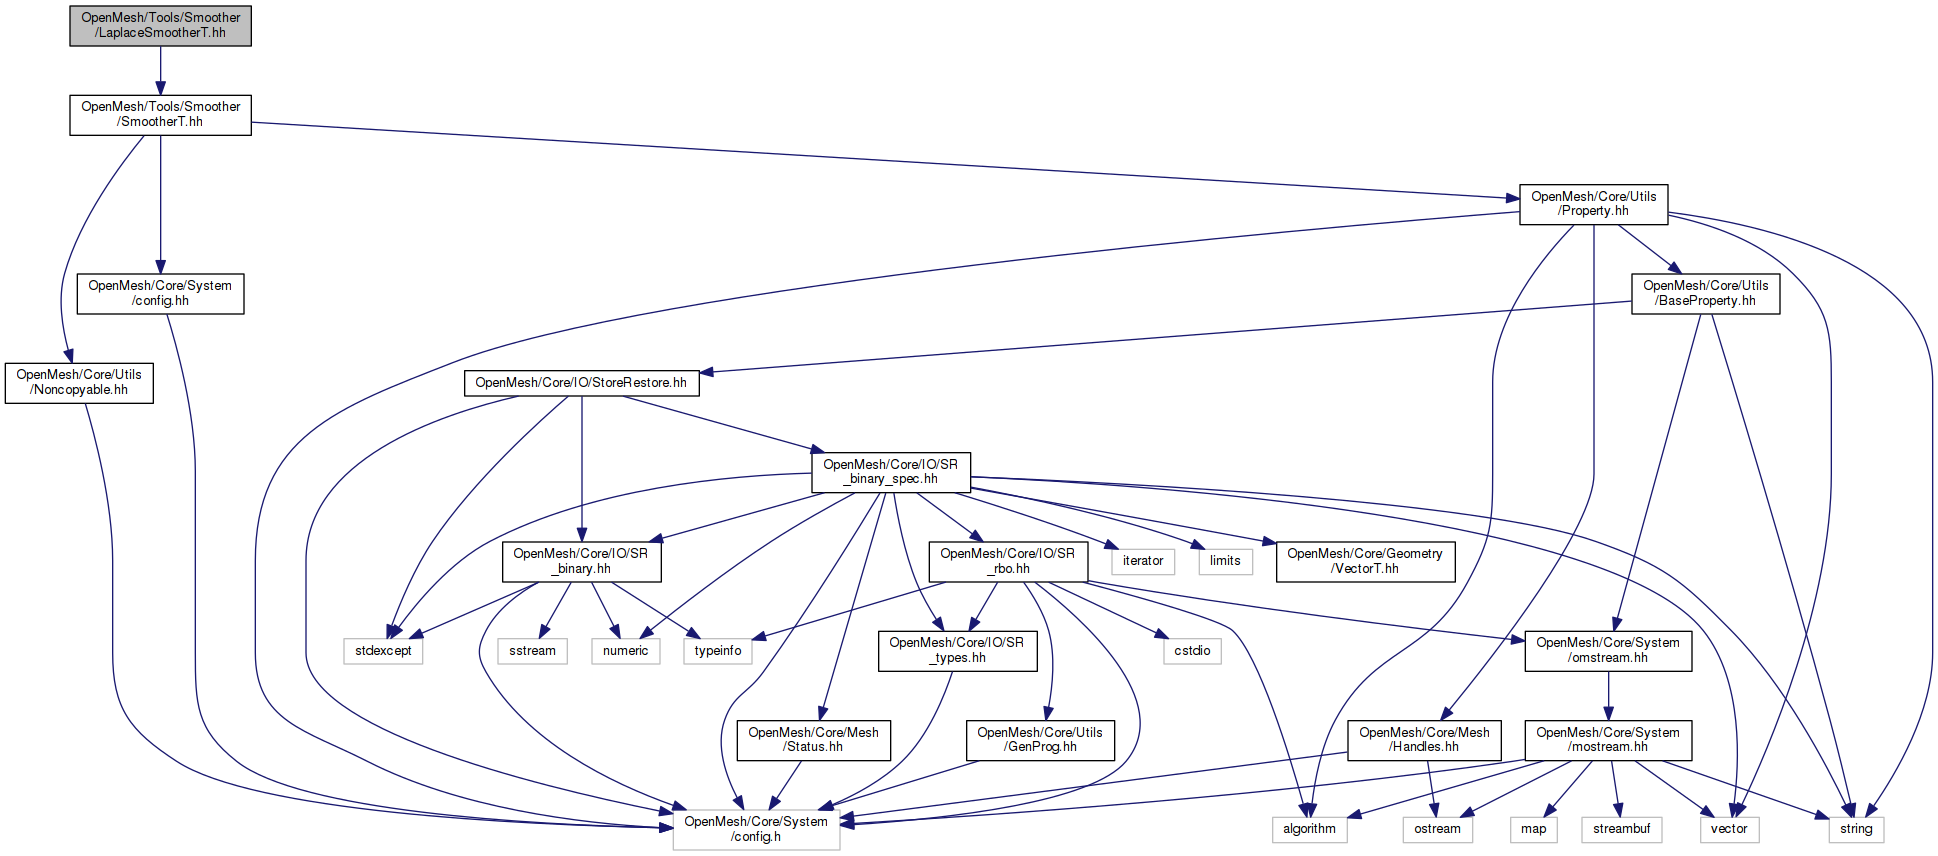 OpenMesh/Tools/Smoother
/LaplaceSmootherT.hh
OpenMesh/Tools/Smoother
/SmootherT.hh
OpenMesh/Core/Utils
/Property.hh
OpenMesh/Core/System
/config.hh
OpenMesh/Core/Utils
/BaseProperty.hh
OpenMesh/Core/Utils
/Noncopyable.hh
OpenMesh/Core/IO/StoreRestore.hh
OpenMesh/Core/IO/SR
_binary_spec.hh
OpenMesh/Core/IO/SR
_binary.hh
OpenMesh/Core/IO/SR
_rbo.hh
iterator
limits
OpenMesh/Core/Geometry
/VectorT.hh
stdexcept
sstream
numeric
typeinfo
OpenMesh/Core/IO/SR
_types.hh
cstdio
OpenMesh/Core/System
/omstream.hh
OpenMesh/Core/Mesh
/Status.hh
OpenMesh/Core/Utils
/GenProg.hh
OpenMesh/Core/Mesh
/Handles.hh
OpenMesh/Core/System
/mostream.hh
OpenMesh/Core/System
/config.h
algorithm
ostream
map
streambuf
vector
string